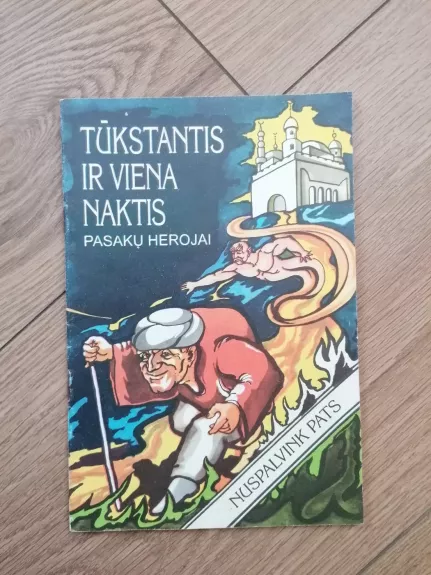 TŪKSTANTIS
IR VIENA
NAKTIS
PASAKŲ HEROJAI
NUSPALVINK PATS